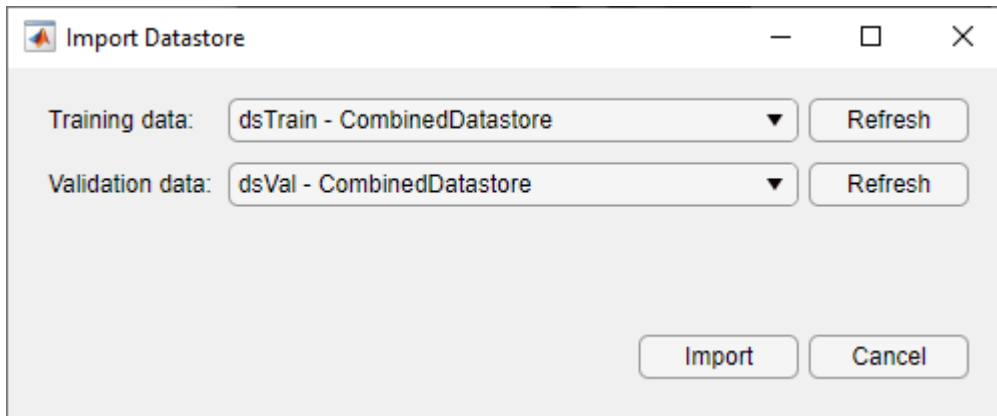 Import Datastore
Training data: dsTrain - CombinedDatastore Refresh
Validation data: dsVal - CombinedDatastore Refresh
Import Cancel